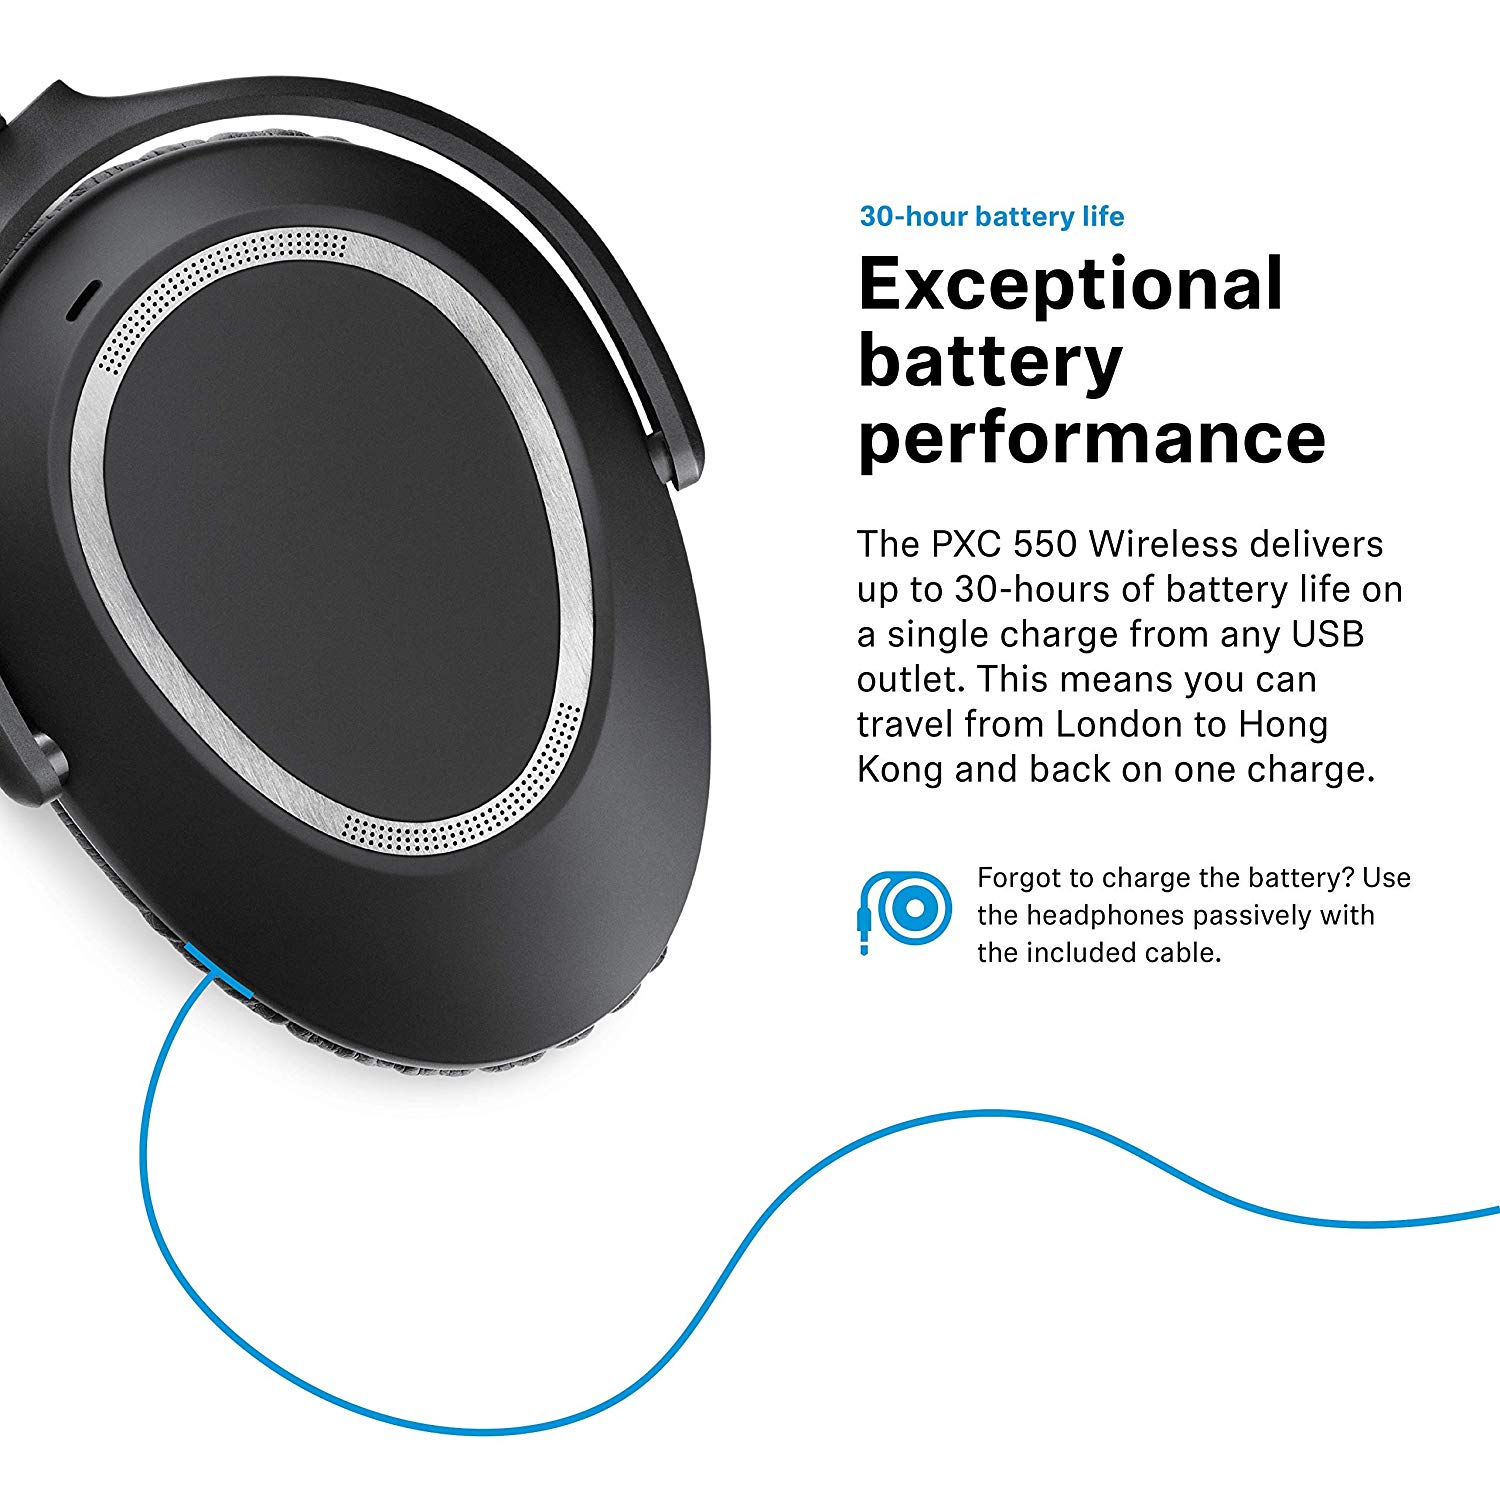 30-hour battery life
Exceptional
battery
performance
The PXC 550 Wireless delivers
up to 30-hours of battery life on
a single charge from any USB
outlet. This means you can
travel from London to Hong
Kong and back on one charge.
Forgot to charge the battery? Use
the headphones passively with
the included cable.